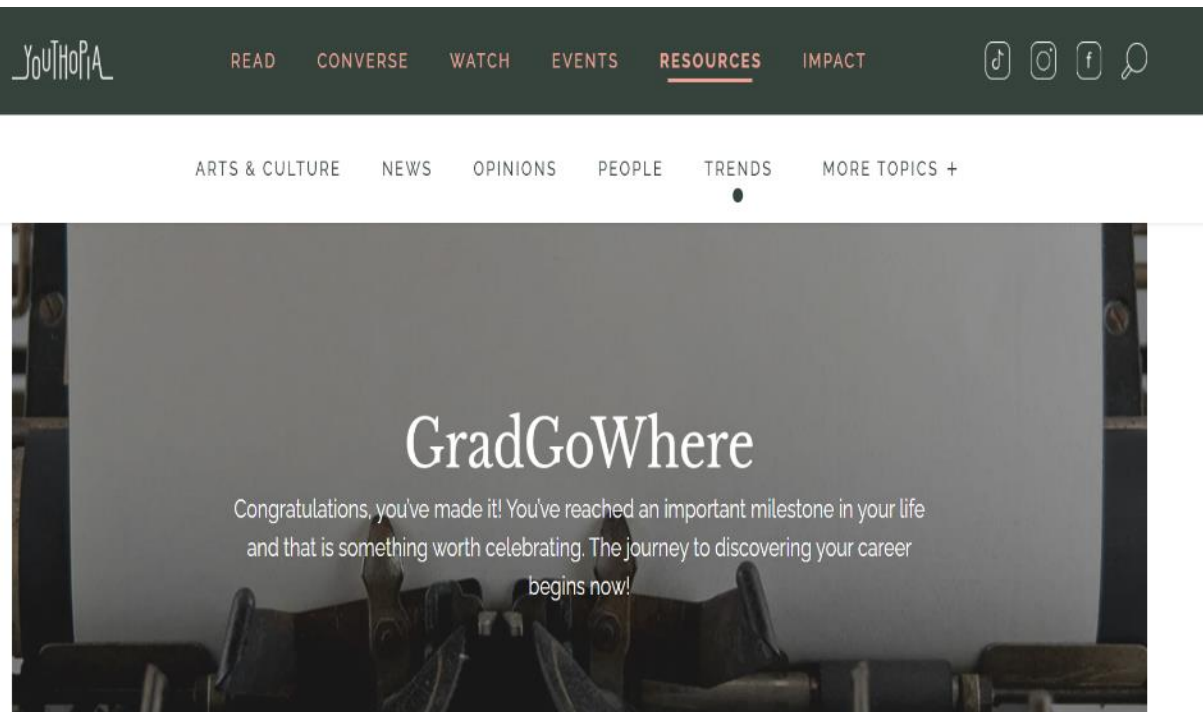 YOUTHOPIA READ CONVERSE WATCH EVENTS RESOURCES IMPACT
ARTS & CULTURE NEWS OPINIONS PEOPLE TRENDS MORE TOPICS +
GradGoWhere
Congratulations, you've made it! You've reached an important milestone in your life
and that is something worth celebrating. The journey to discovering your career
begins now!